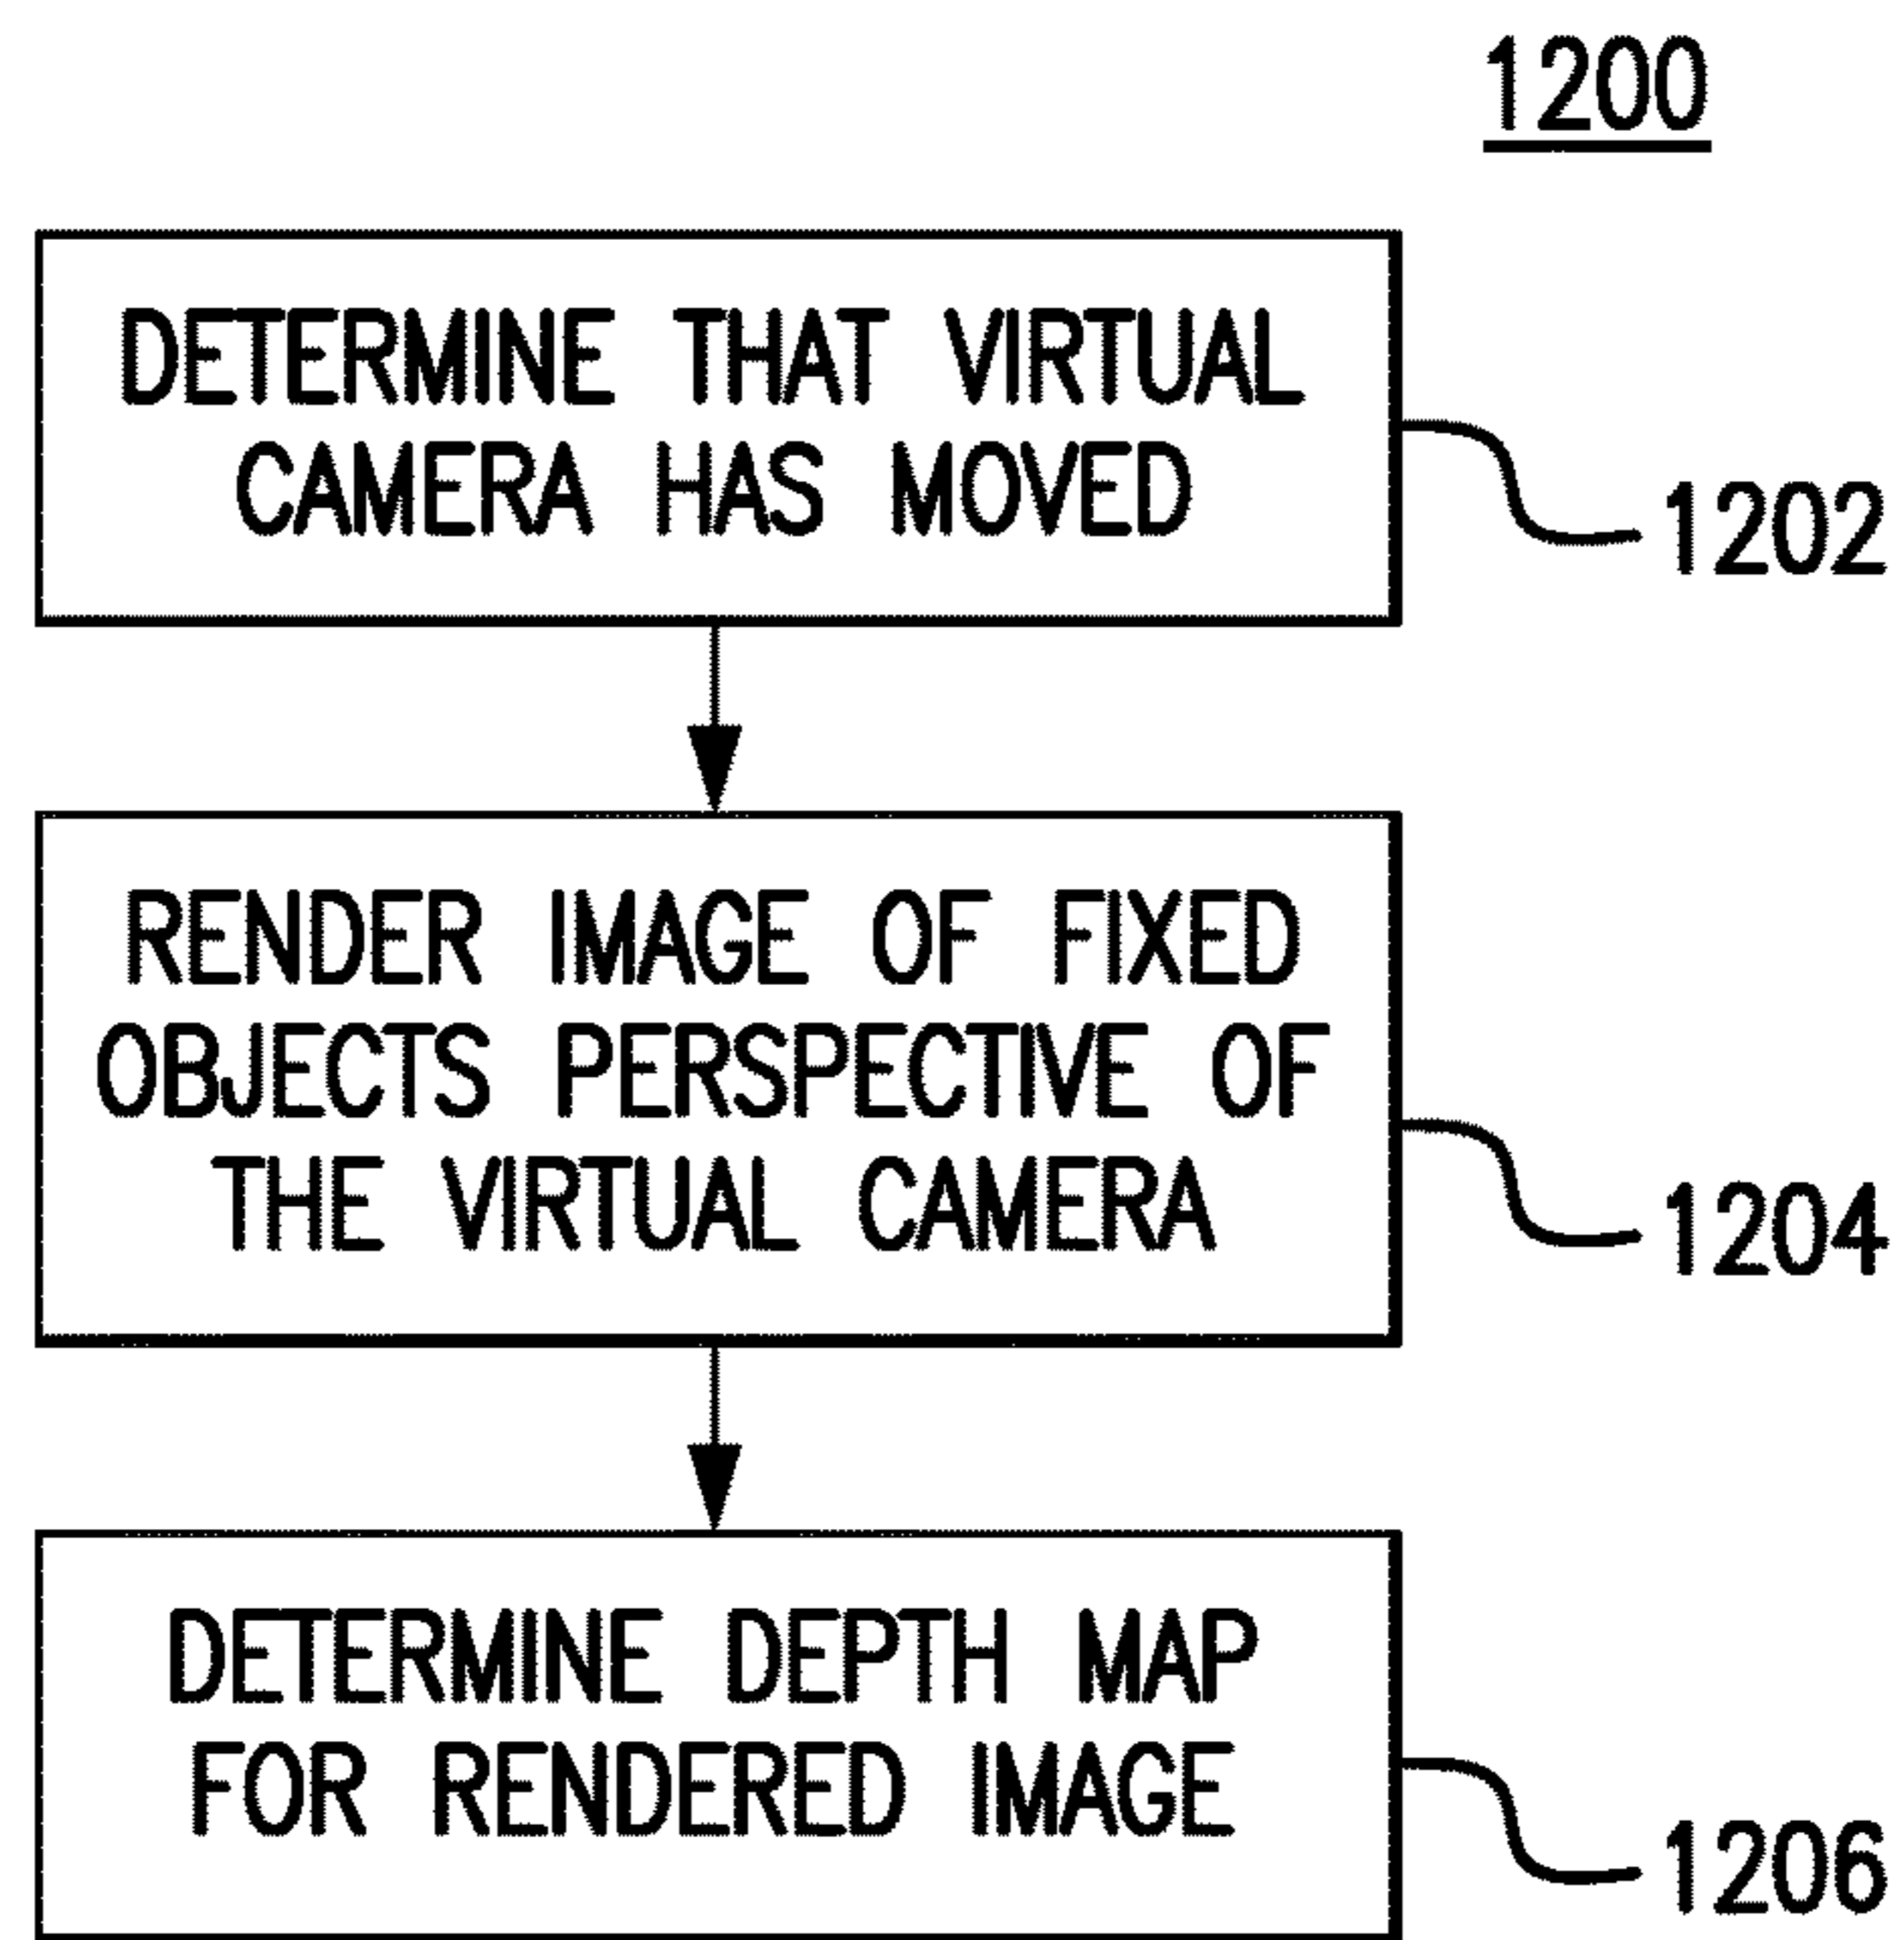 1200
DETERMINE THAT VIRTUAL
CAMERA HAS MOVED
1202
RENDER IMAGE OF FIXED
OBJECTS PERSPECTIVE OF
THE VIRTUAL CAMERA
1204
DETERMINE DEPTH MAP
FOR RENDERED IMAGE
1206